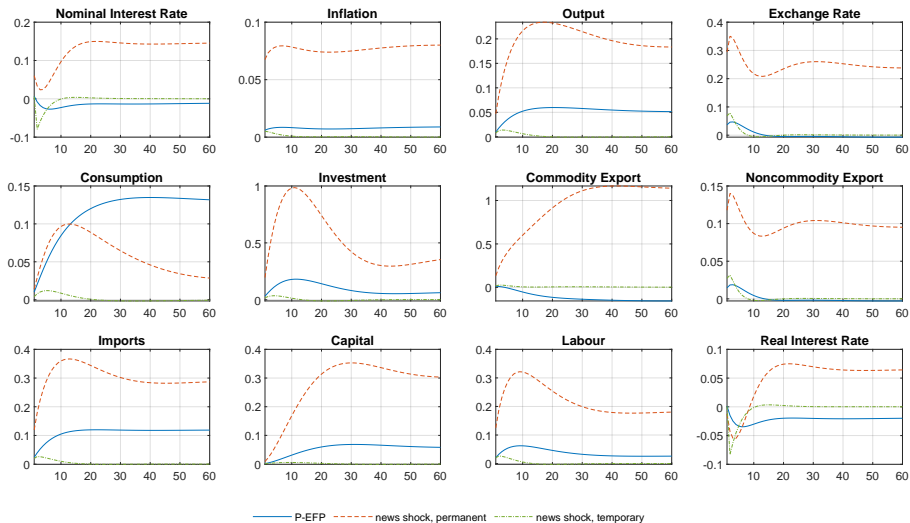 Nominal Interest Rate
0.2
0.1
0
-0.1
10 20 30 40 50 60
Inflation
0.1
0.05
0
10 20 30 40 50 60
Output
0.2
0.15
0.1
0.05
0
10 20 30 40 50 60
Exchange Rate
0.4
0.3
0.2
0.1
0
10 20 30 40 50 60
Consumption
0.15
0.1
0.05
0
10 20 30 40 50 60
Investment
1
0.5
0
10 20 30 40 50 60
Commodity Export
1
0.5
0
10 20 30 40 50 60
Noncommodity Export
0.15
0.1
0.05
0
10 20 30 40 50 60
Imports
0.4
0.3
0.2
0.1
0
10 20 30 40 50 60
Capital
0.4
0.3
0.2
0.1
0
10 20 30 40 50 60
Labour
0.4
0.3
0.2
0.1
0
10 20 30 40 50 60
Real Interest Rate
0.1
0.05
0
-0.05
-0.1
10 20 30 40 50 60
P-EFP news shock, permanent news shock, temporary